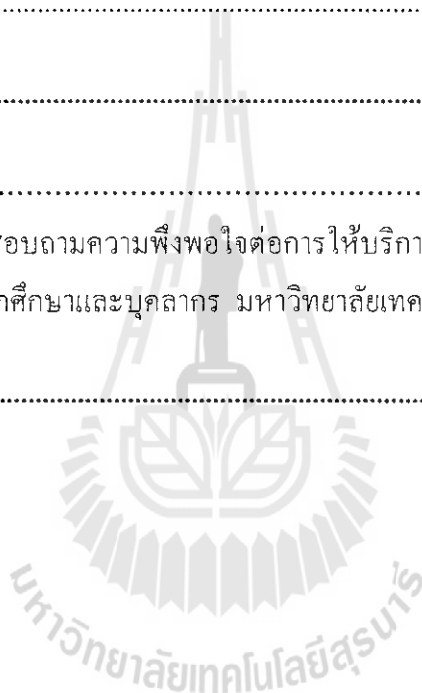 อบถามความพึงพอใจต่อการให้บริกา
กศึกษาและบุคลากร มหาวิทยาลัยเทค
มหาวิทยาลัยเทคโนโลยีสุรนารี